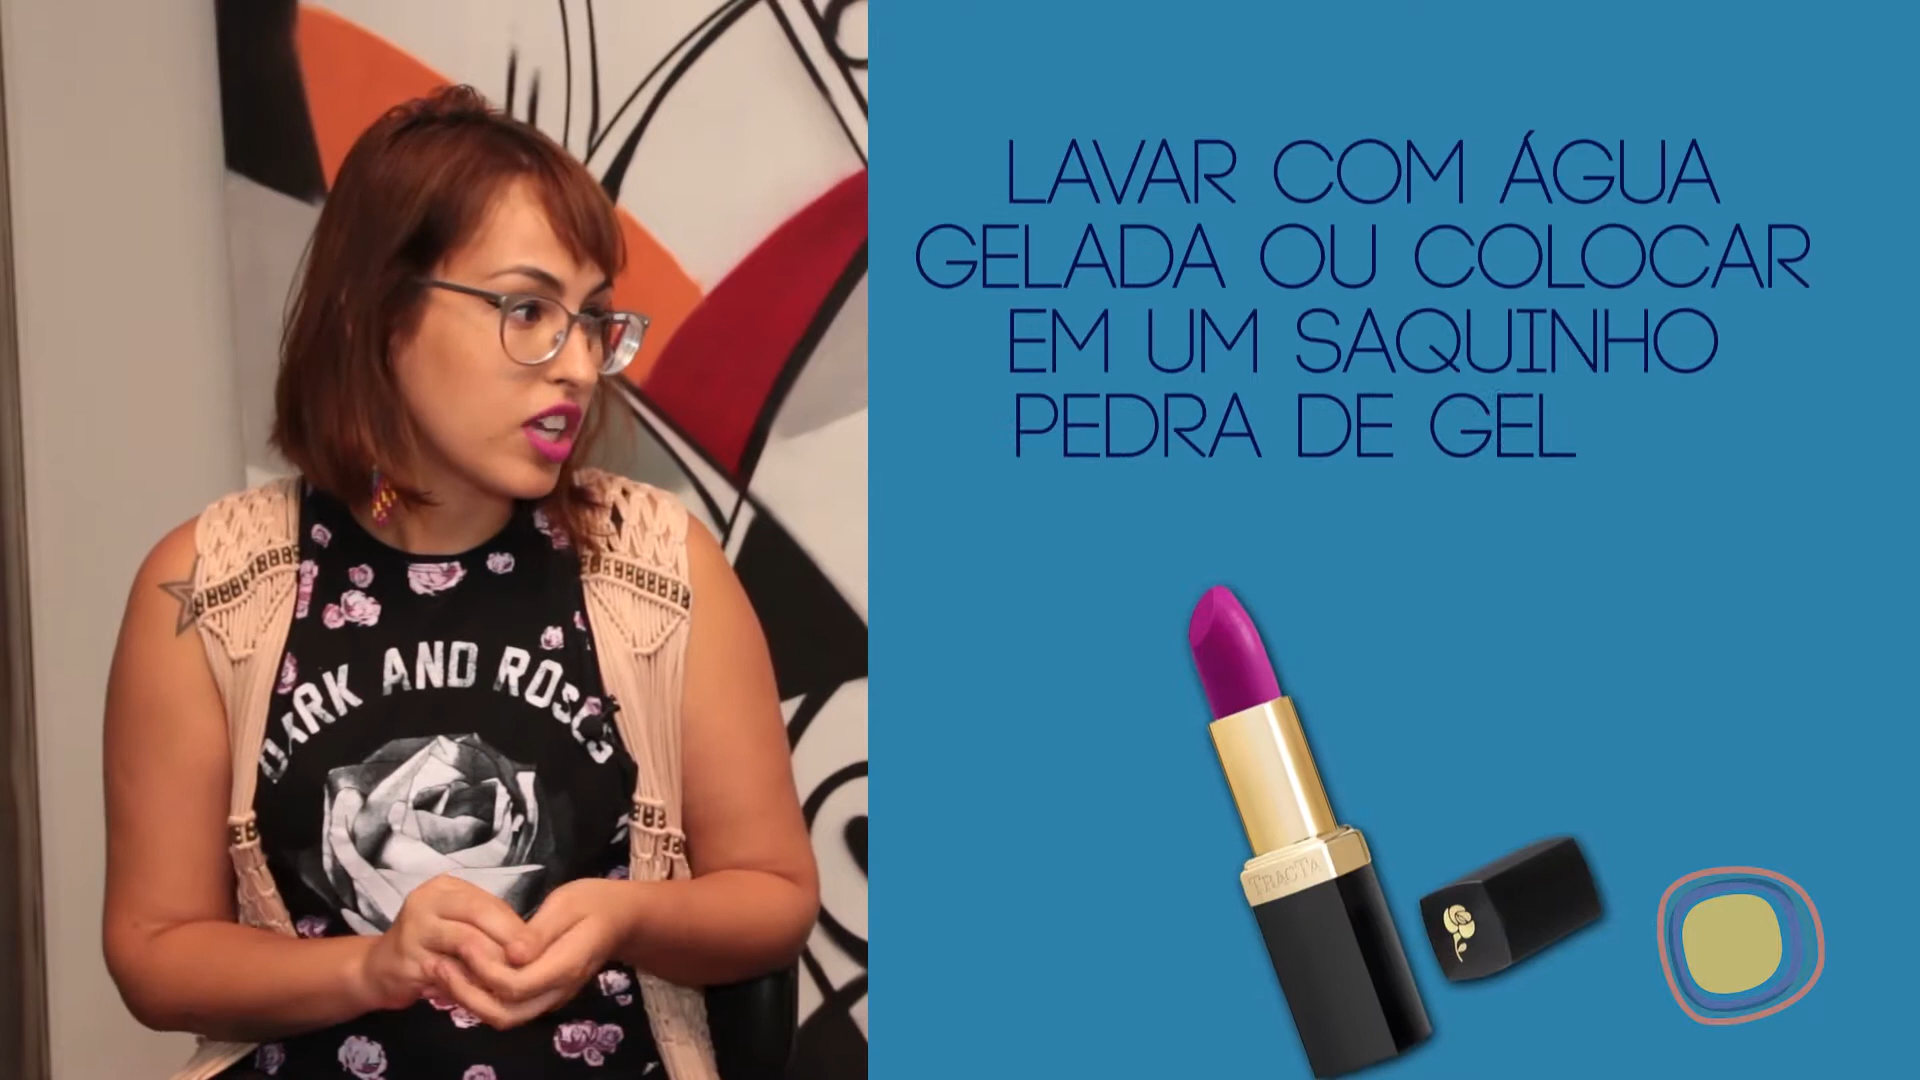 LAVAR COM ÁGUA
GELADA OU COLOCAR
EM UM SAQUINHO
PEDRA DE GEL
DARK AND ROSES
TRACTA